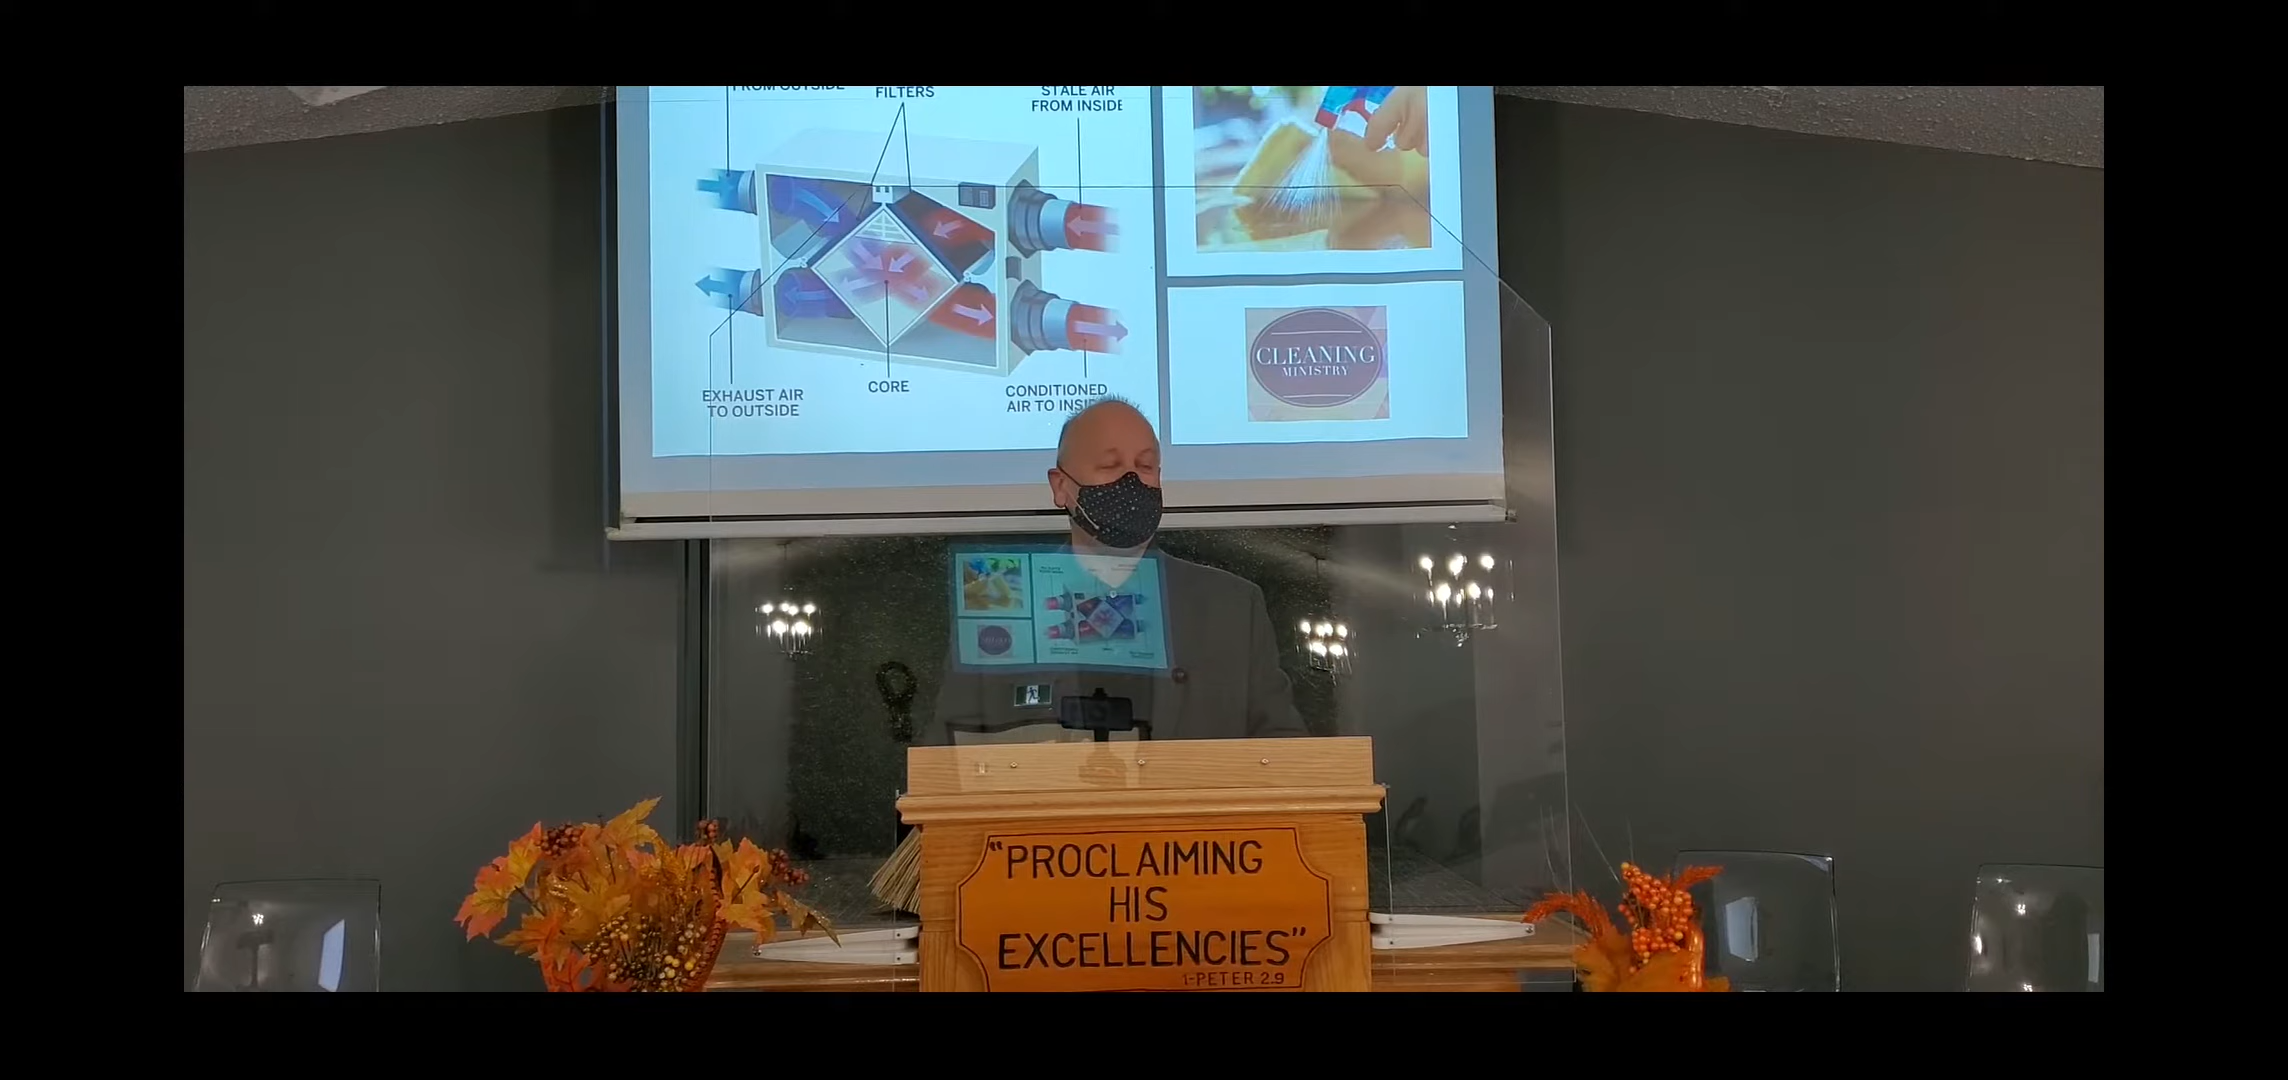 FROM OUTSIDE
FILTERS
STALE AIR
FROM INSIDE
EXHAUST AIR
TO OUTSIDE
CORE
CONDITIONED
AIR TO
CLEANING
MINISTRY
"PROCLAIMING
HIS
EXCELLENCIES"
1-PETER 2.9